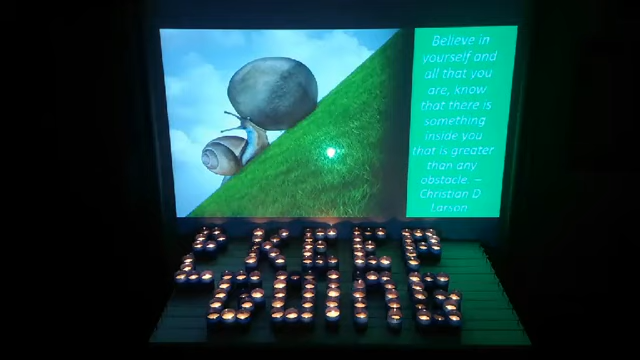 Believe in
yourself and
all that you
are, know
that there is
something
inside you
that is greater
than any
obstacle. –
Christian D
Larson
KEEP
GOING